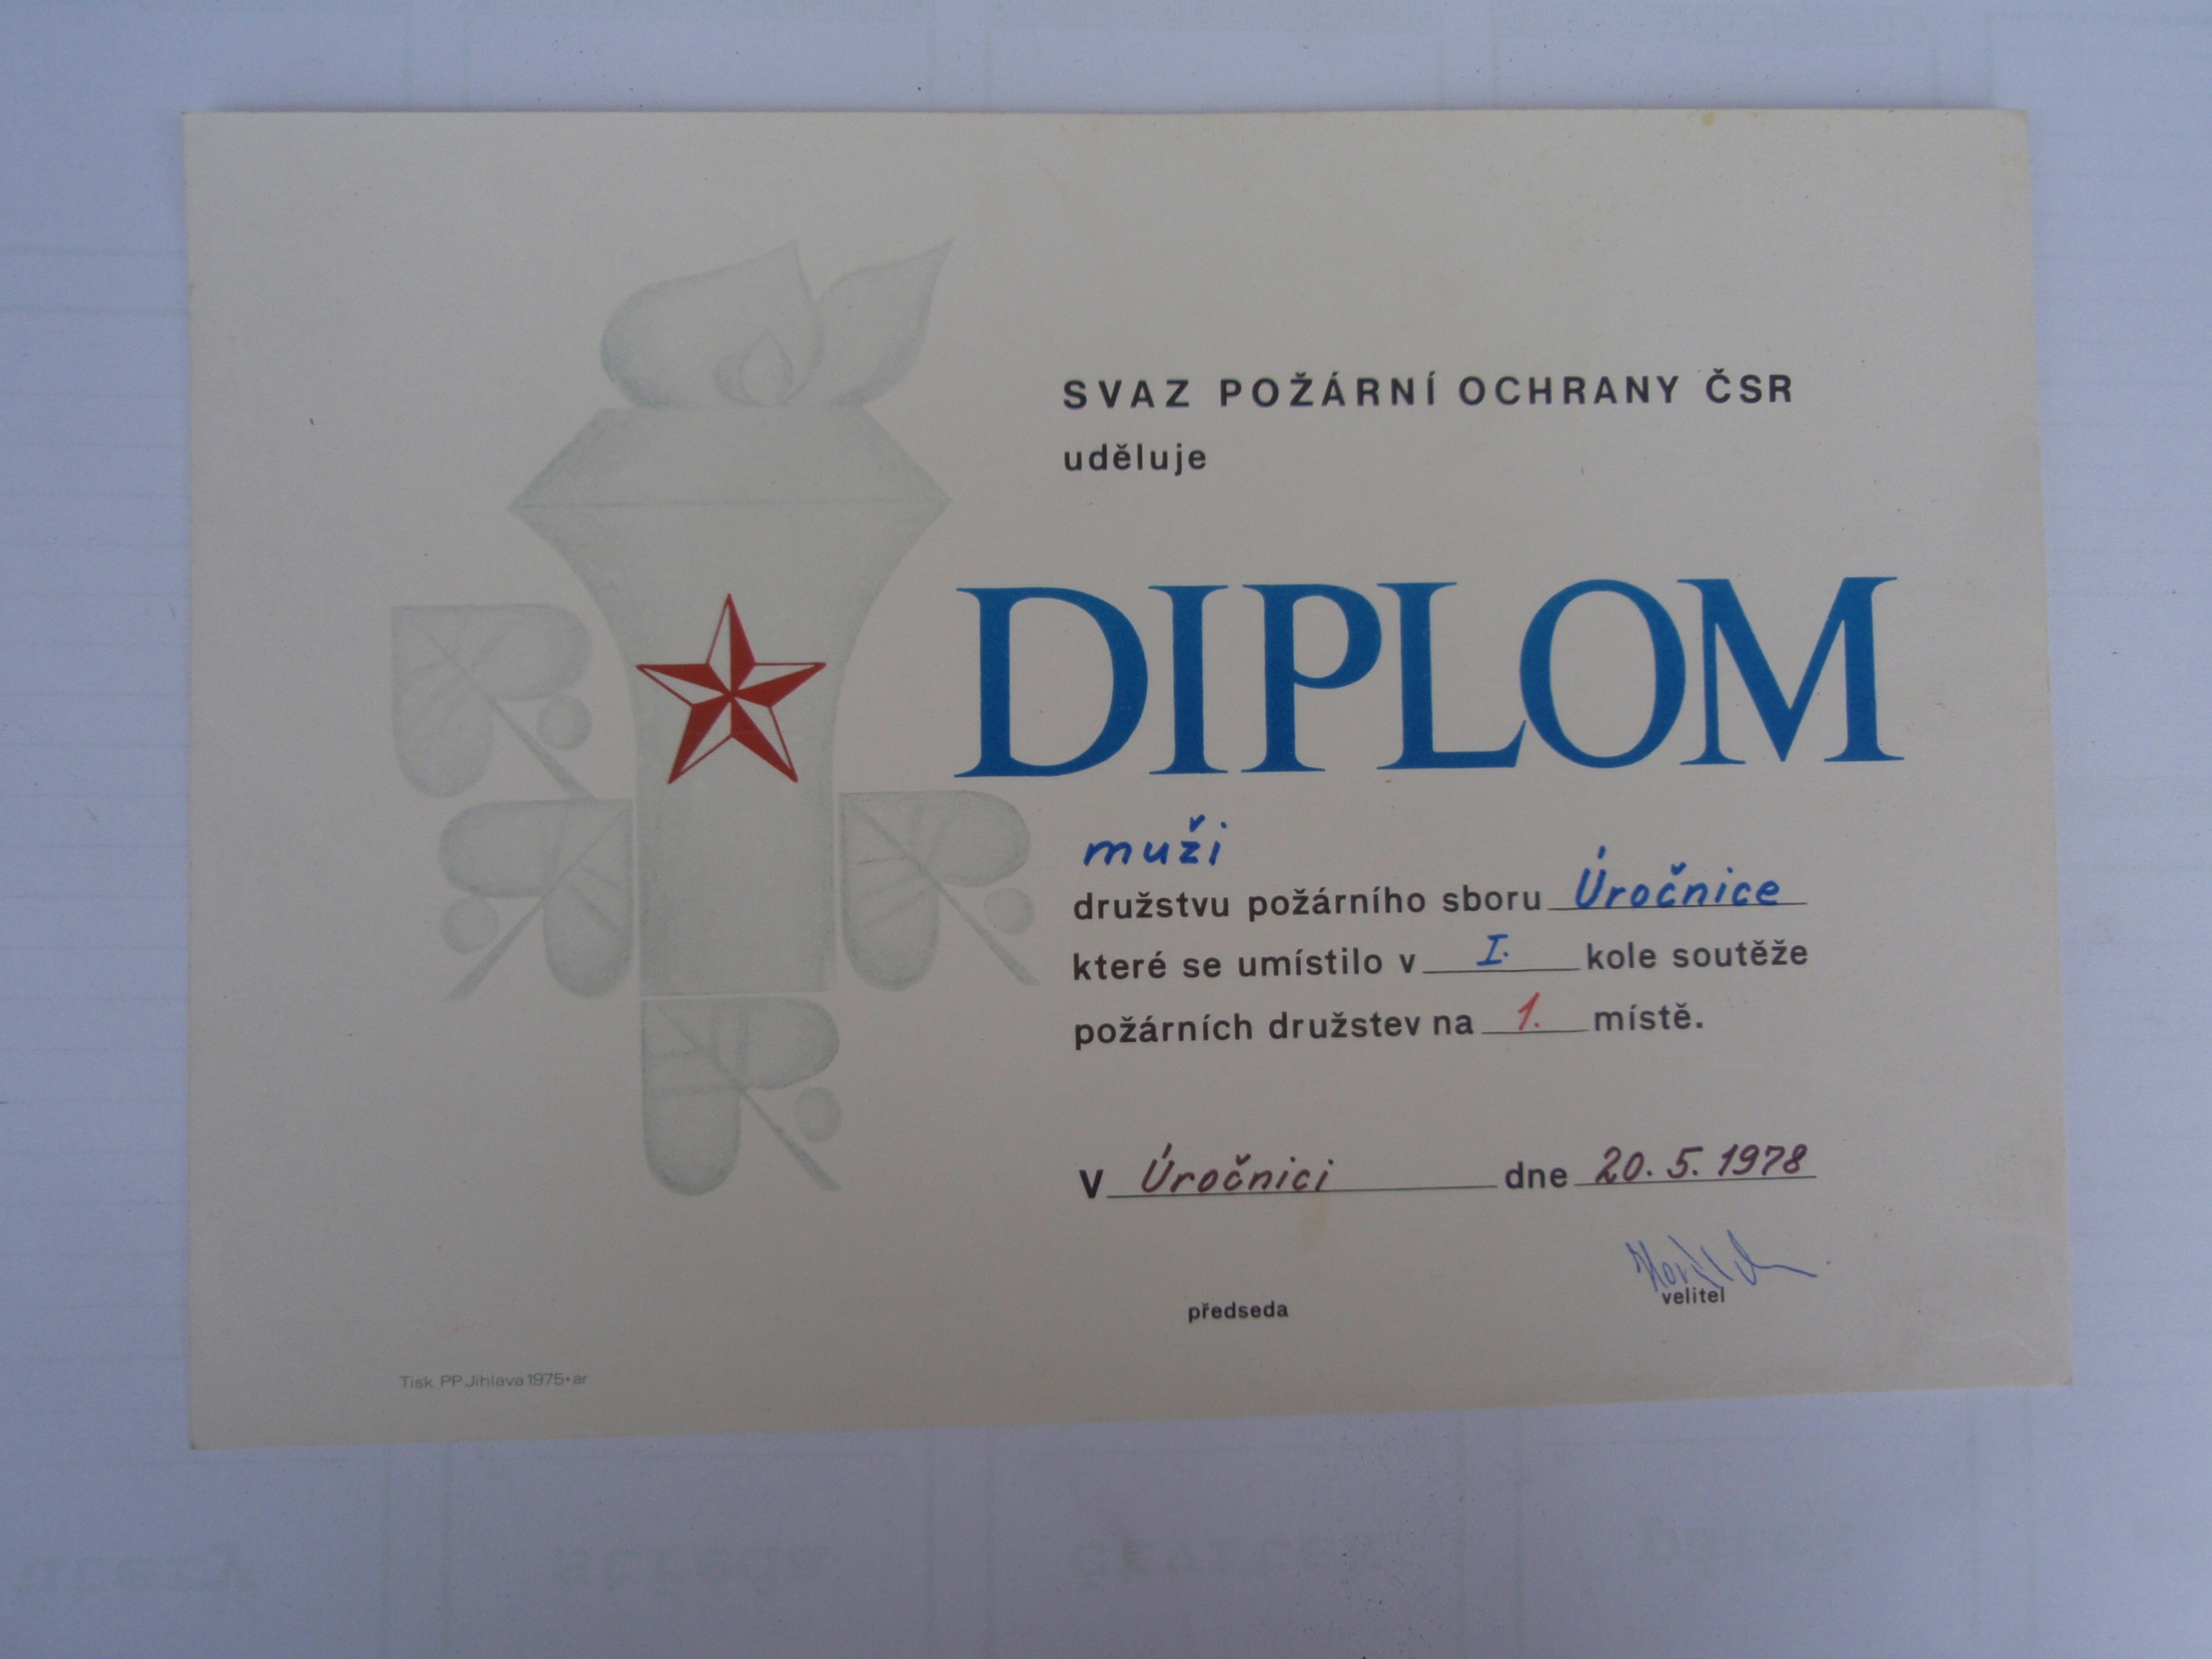 SVAZ POŽÁRNÍ OCHRANY ČSR
uděluje
DIPLOM
muži
družstvu požárního sboru Úročnice
které se umístilo v I. kole soutěže
požárních družstev na 1. místě.
V Úročnici dne 20. 5. 1978
předseda velitel
Tisk PP Jihlava 1975 • ar